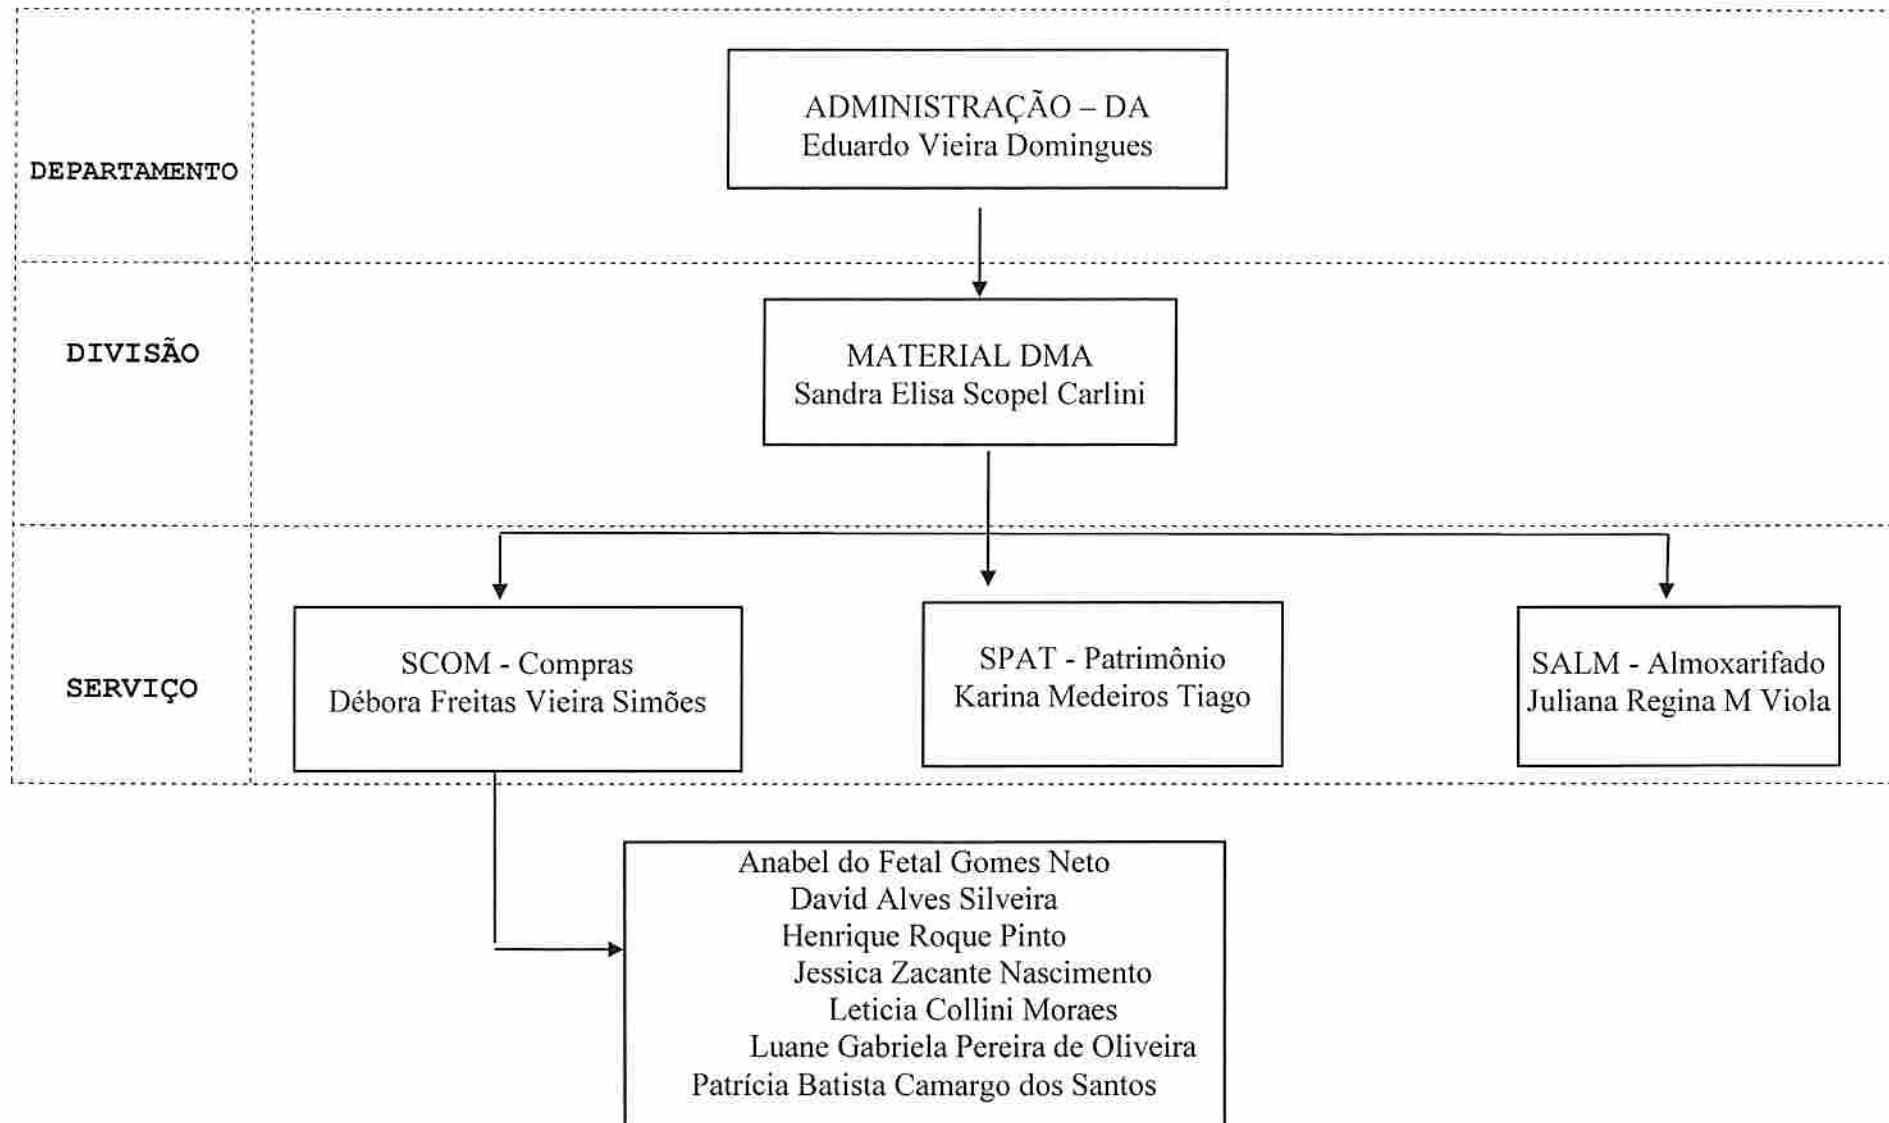 DEPARTAMENTO
ADMINISTRAÇÃO – DA
Eduardo Vieira Domingues
DIVISÃO
MATERIAL DMA
Sandra Elisa Scopel Carlini
SERVIÇO
SCOM - Compras
Débora Freitas Vieira Simões
SPAT - Patrimônio
Karina Medeiros Tiago
SALM - Almoxarifado
Juliana Regina M Viola
Anabel do Fetal Gomes Neto
David Alves Silveira
Henrique Roque Pinto
Jessica Zacante Nascimento
Leticia Collini Moraes
Luane Gabriela Pereira de Oliveira
Patrícia Batista Camargo dos Santos